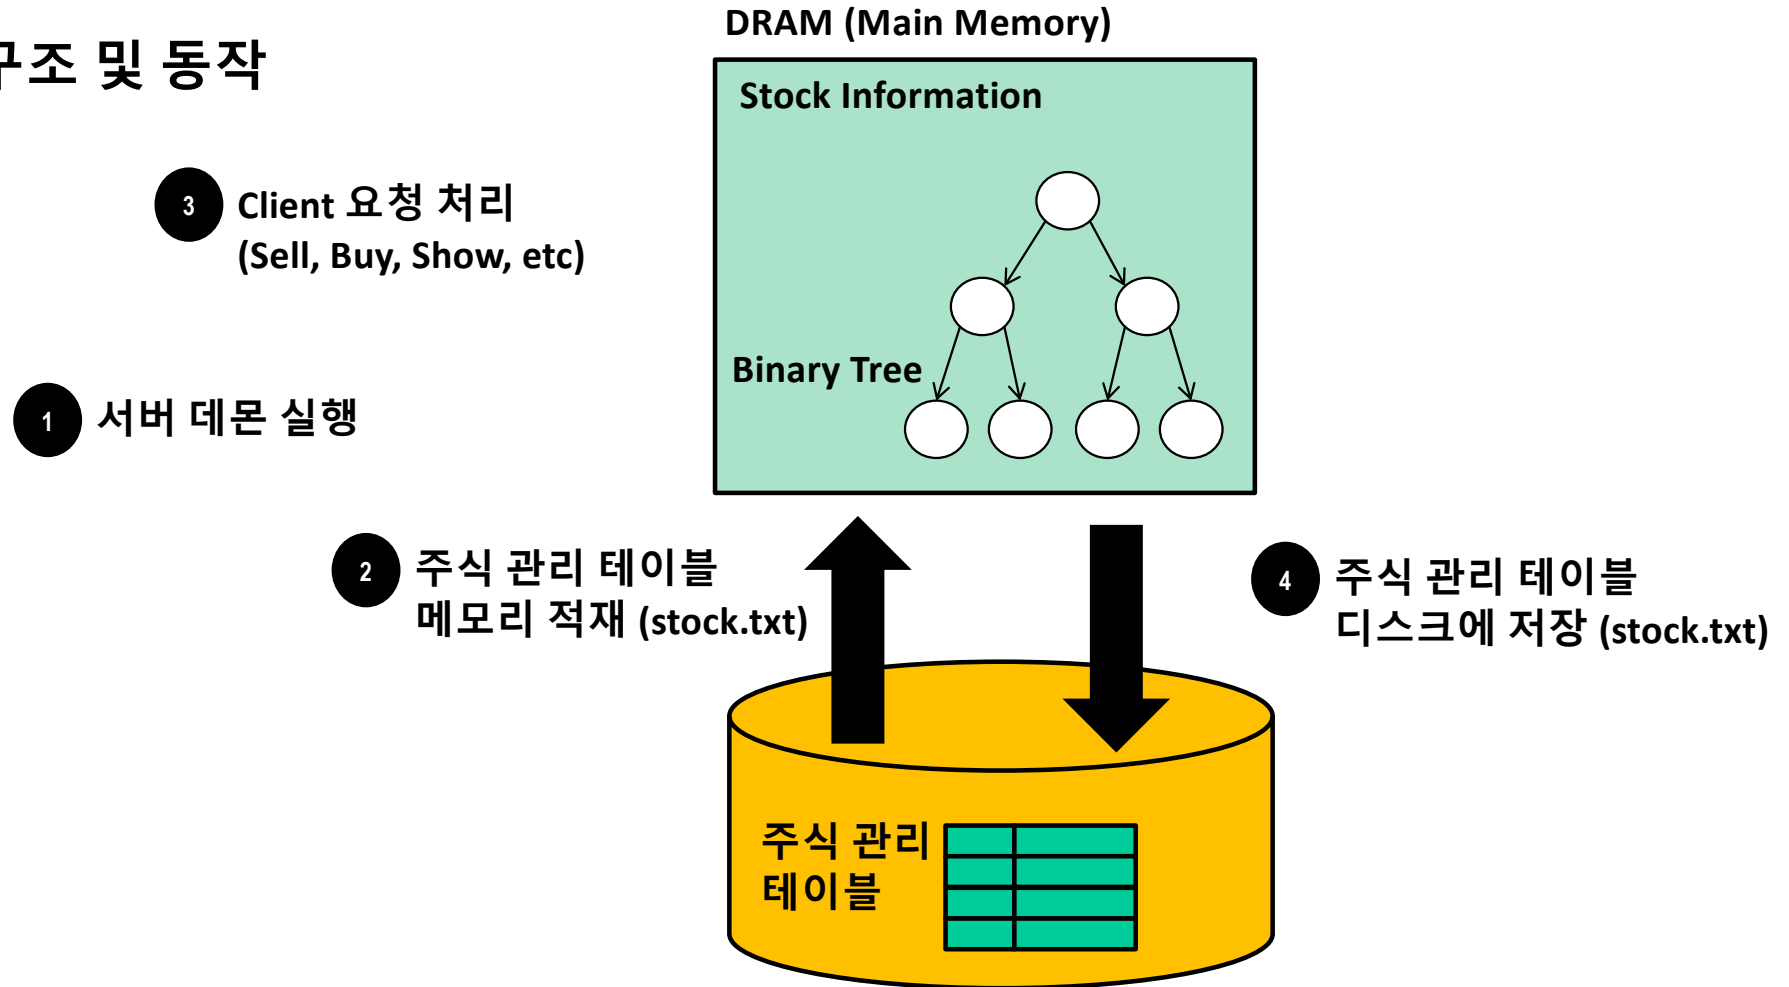 구조 및 동작
DRAM (Main Memory)
Stock Information
3 Client 요청 처리
(Sell, Buy, Show, etc)
Binary Tree
1 서버 데몬 실행
2 주식 관리 테이블
메모리 적재 (stock.txt)
4 주식 관리 테이블
디스크에 저장 (stock.txt)
주식 관리
테이블